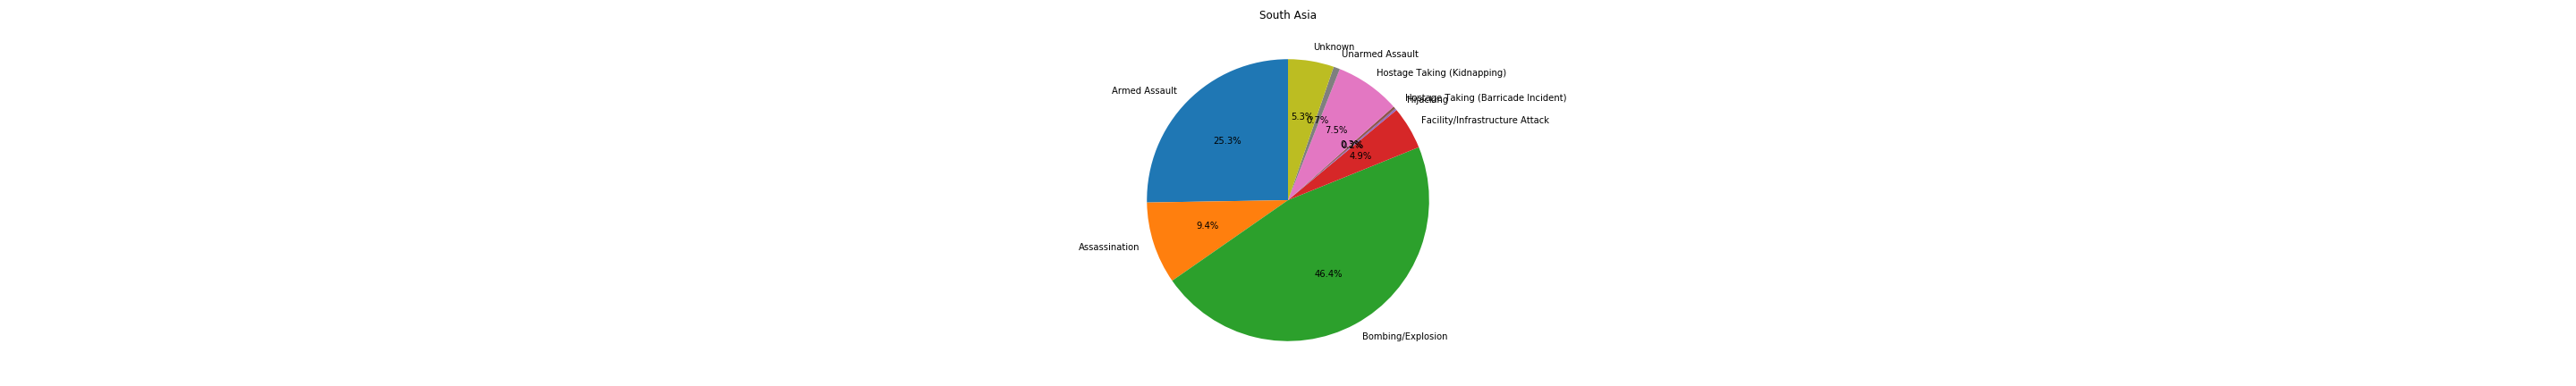 South Asia
Unknown
Unarmed Assault
Hostage Taking (Kidnapping)
Armed Assault
Hostage Taking (Barricade Incident)
Hijacking
Facility/Infrastructure Attack
5.3%
0.7%
7.5%
25.3%
4.9%
9.4%
Assassination
46.4%
Bombing/Explosion